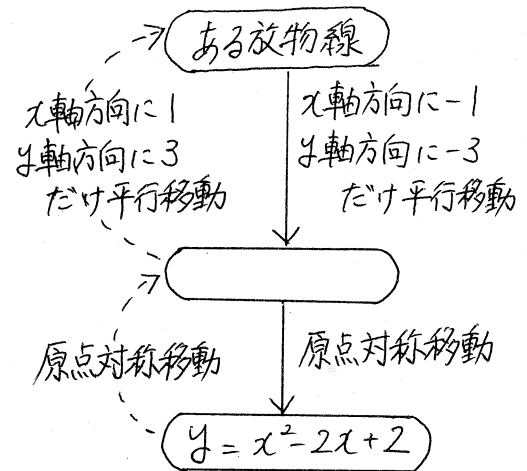 ある放物線
x軸方向に1
y軸方向に3
だけ平行移動
x軸方向に-1
y軸方向に-3
だけ平行移動
原点対称移動
原点対称移動
y = x² - 2x + 2